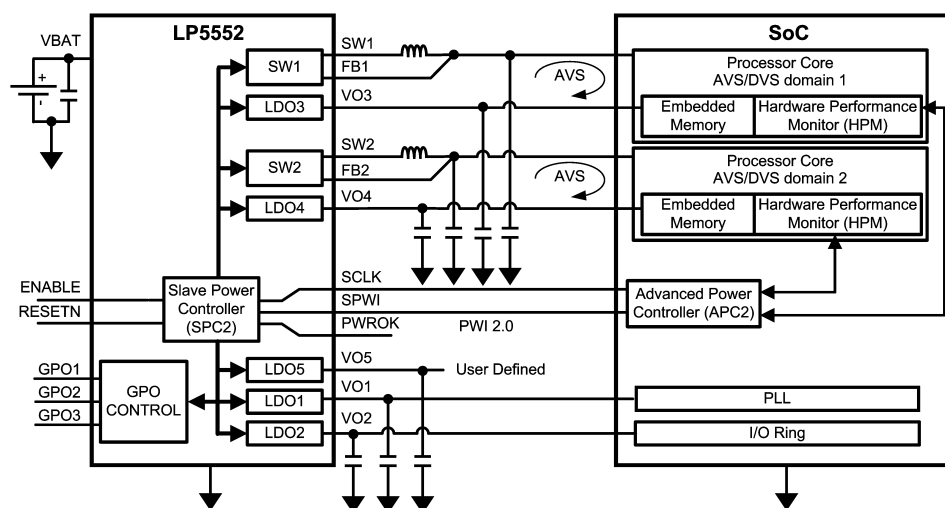 LP5552
SoC
VBAT
+
-
SW1
SW1
FB1
AVS
Processor Core
AVS/DVS domain 1
LDO3
VO3
Embedded
Memory
Hardware Performance
Monitor (HPM)
SW2
SW2
FB2
AVS
Processor Core
AVS/DVS domain 2
LDO4
VO4
Embedded
Memory
Hardware Performance
Monitor (HPM)
ENABLE
RESETN
Slave Power
Controller
(SPC2)
SCLK
SPWI
PWROK
PWI 2.0
Advanced Power
Controller (APC2)
GPO1
GPO2
GPO3
GPO
CONTROL
LDO5
VO5
User Defined
LDO1
VO1
PLL
LDO2
VO2
I/O Ring